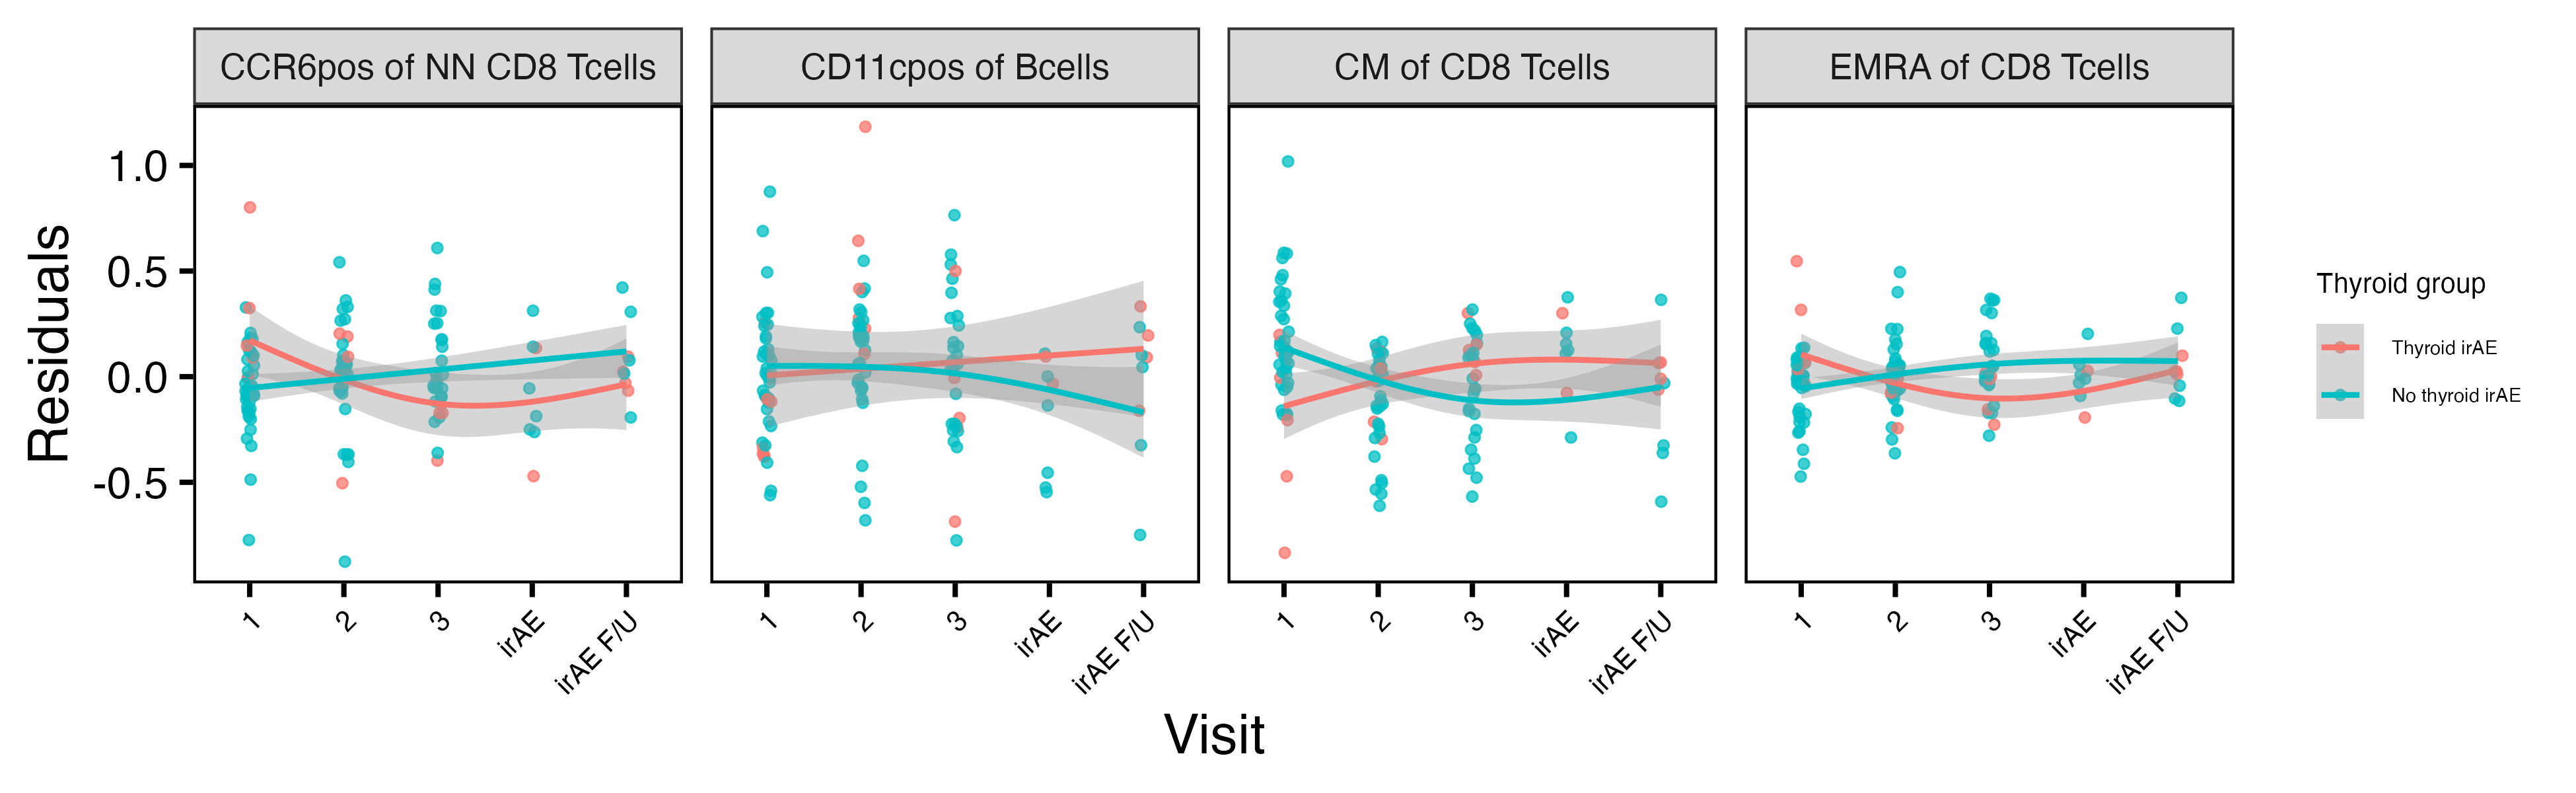 CCR6pos of NN CD8 Tcells
CD11cpos of Bcells
CM of CD8 Tcells
EMRA of CD8 Tcells
Residuals
1.0
0.5
0.0
-0.5
1
2
3
irAE
irAE F/U
1
2
3
irAE
irAE F/U
1
2
3
irAE
irAE F/U
1
2
3
irAE
irAE F/U
Visit
Thyroid group
Thyroid irAE
No thyroid irAE